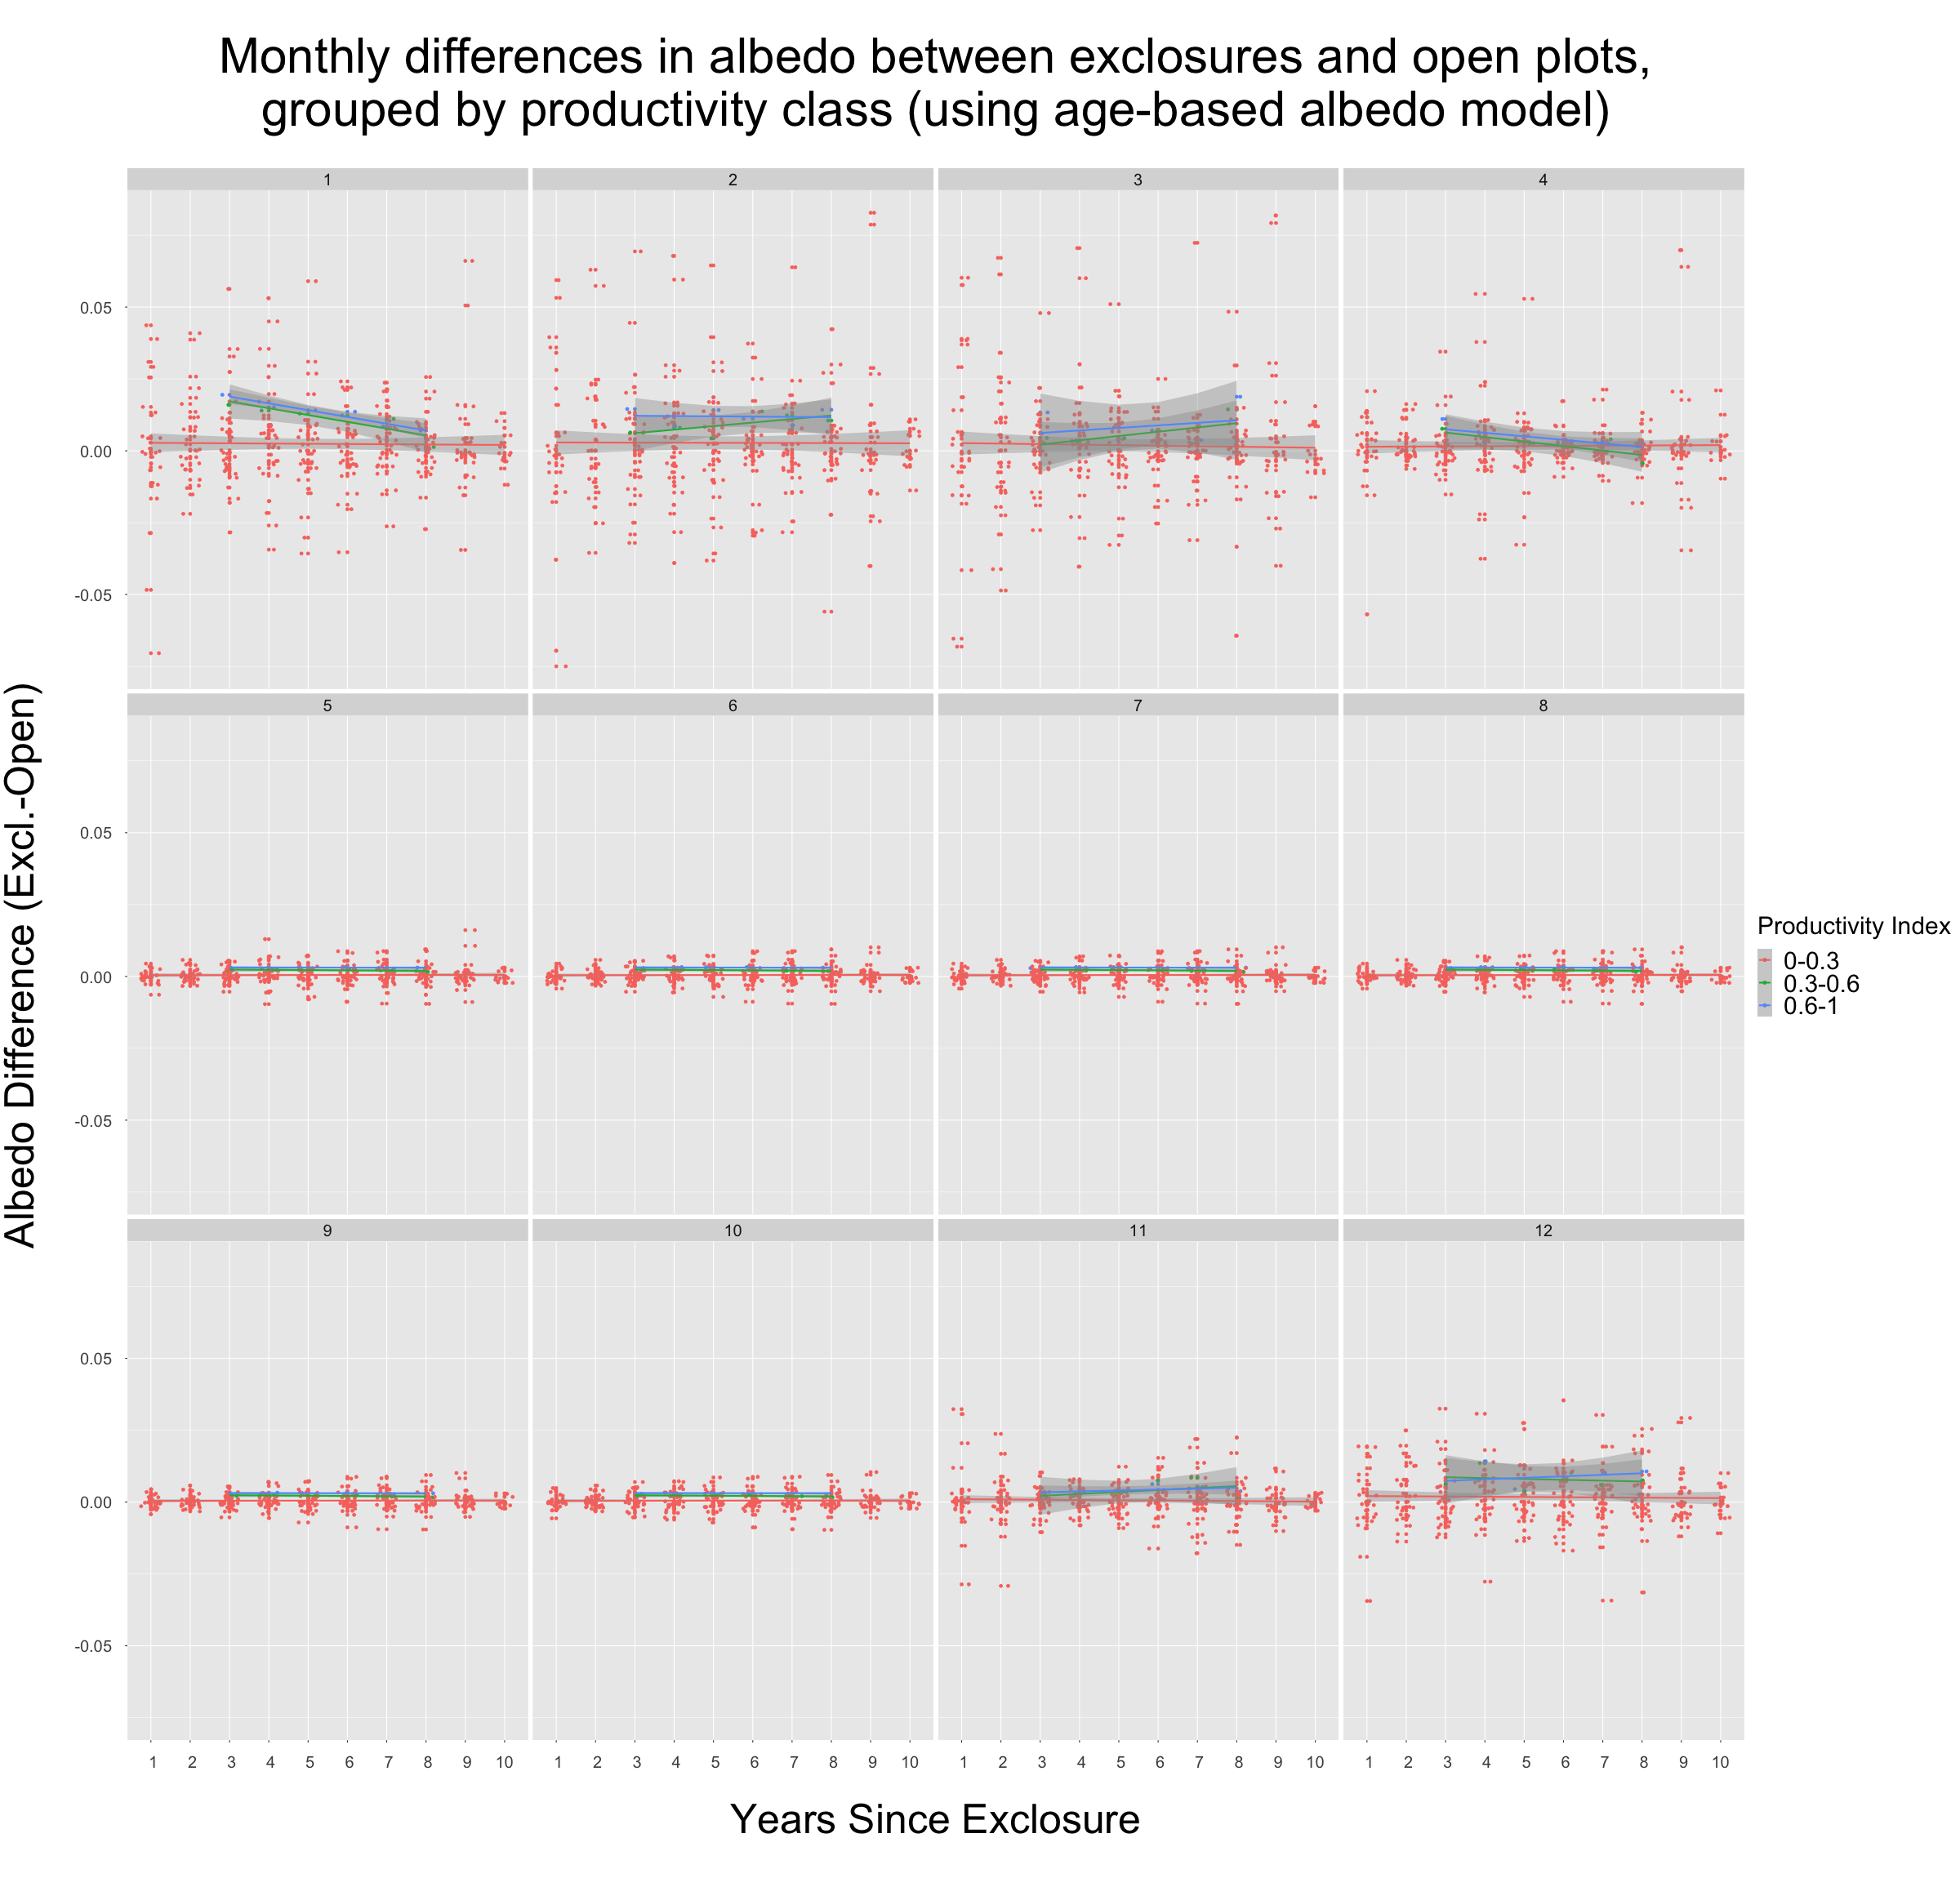 Monthly differences in albedo between exclosures and open plots,
grouped by productivity class (using age-based albedo model)
Albedo Difference (Excl.-Open)
1
2
3
4
0.05
0.00
-0.05
5
6
7
8
0.05
0.00
-0.05
9
10
11
12
0.05
0.00
-0.05
1 2 3 4 5 6 7 8 9 10
1 2 3 4 5 6 7 8 9 10
1 2 3 4 5 6 7 8 9 10
1 2 3 4 5 6 7 8 9 10
Years Since Exclosure
Productivity Index
0-0.3
0.3-0.6
0.6-1